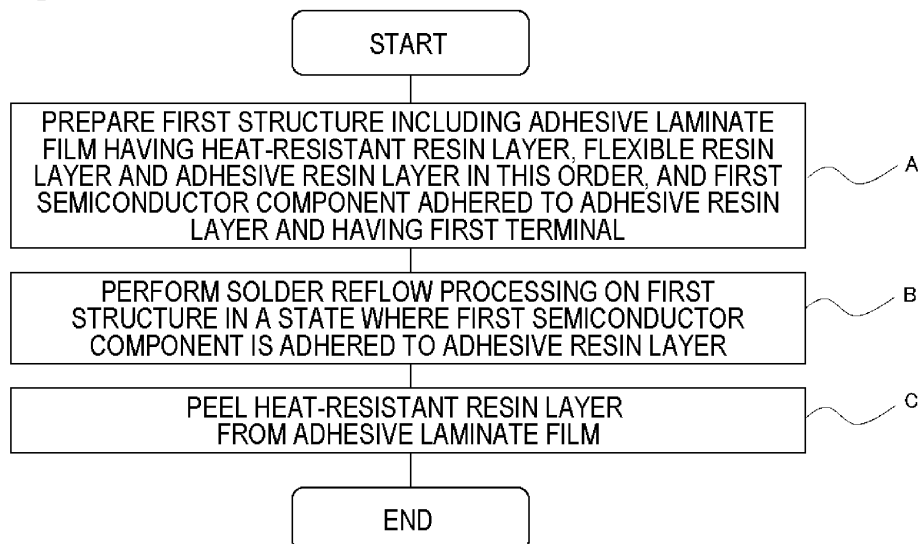 START
PREPARE FIRST STRUCTURE INCLUDING ADHESIVE LAMINATE
FILM HAVING HEAT-RESISTANT RESIN LAYER, FLEXIBLE RESIN
LAYER AND ADHESIVE RESIN LAYER IN THIS ORDER, AND FIRST
SEMICONDUCTOR COMPONENT ADHERED TO ADHESIVE RESIN
LAYER AND HAVING FIRST TERMINAL
A
PERFORM SOLDER REFLOW PROCESSING ON FIRST
STRUCTURE IN A STATE WHERE FIRST SEMICONDUCTOR
COMPONENT IS ADHERED TO ADHESIVE RESIN LAYER
B
PEEL HEAT-RESISTANT RESIN LAYER
FROM ADHESIVE LAMINATE FILM
C
END